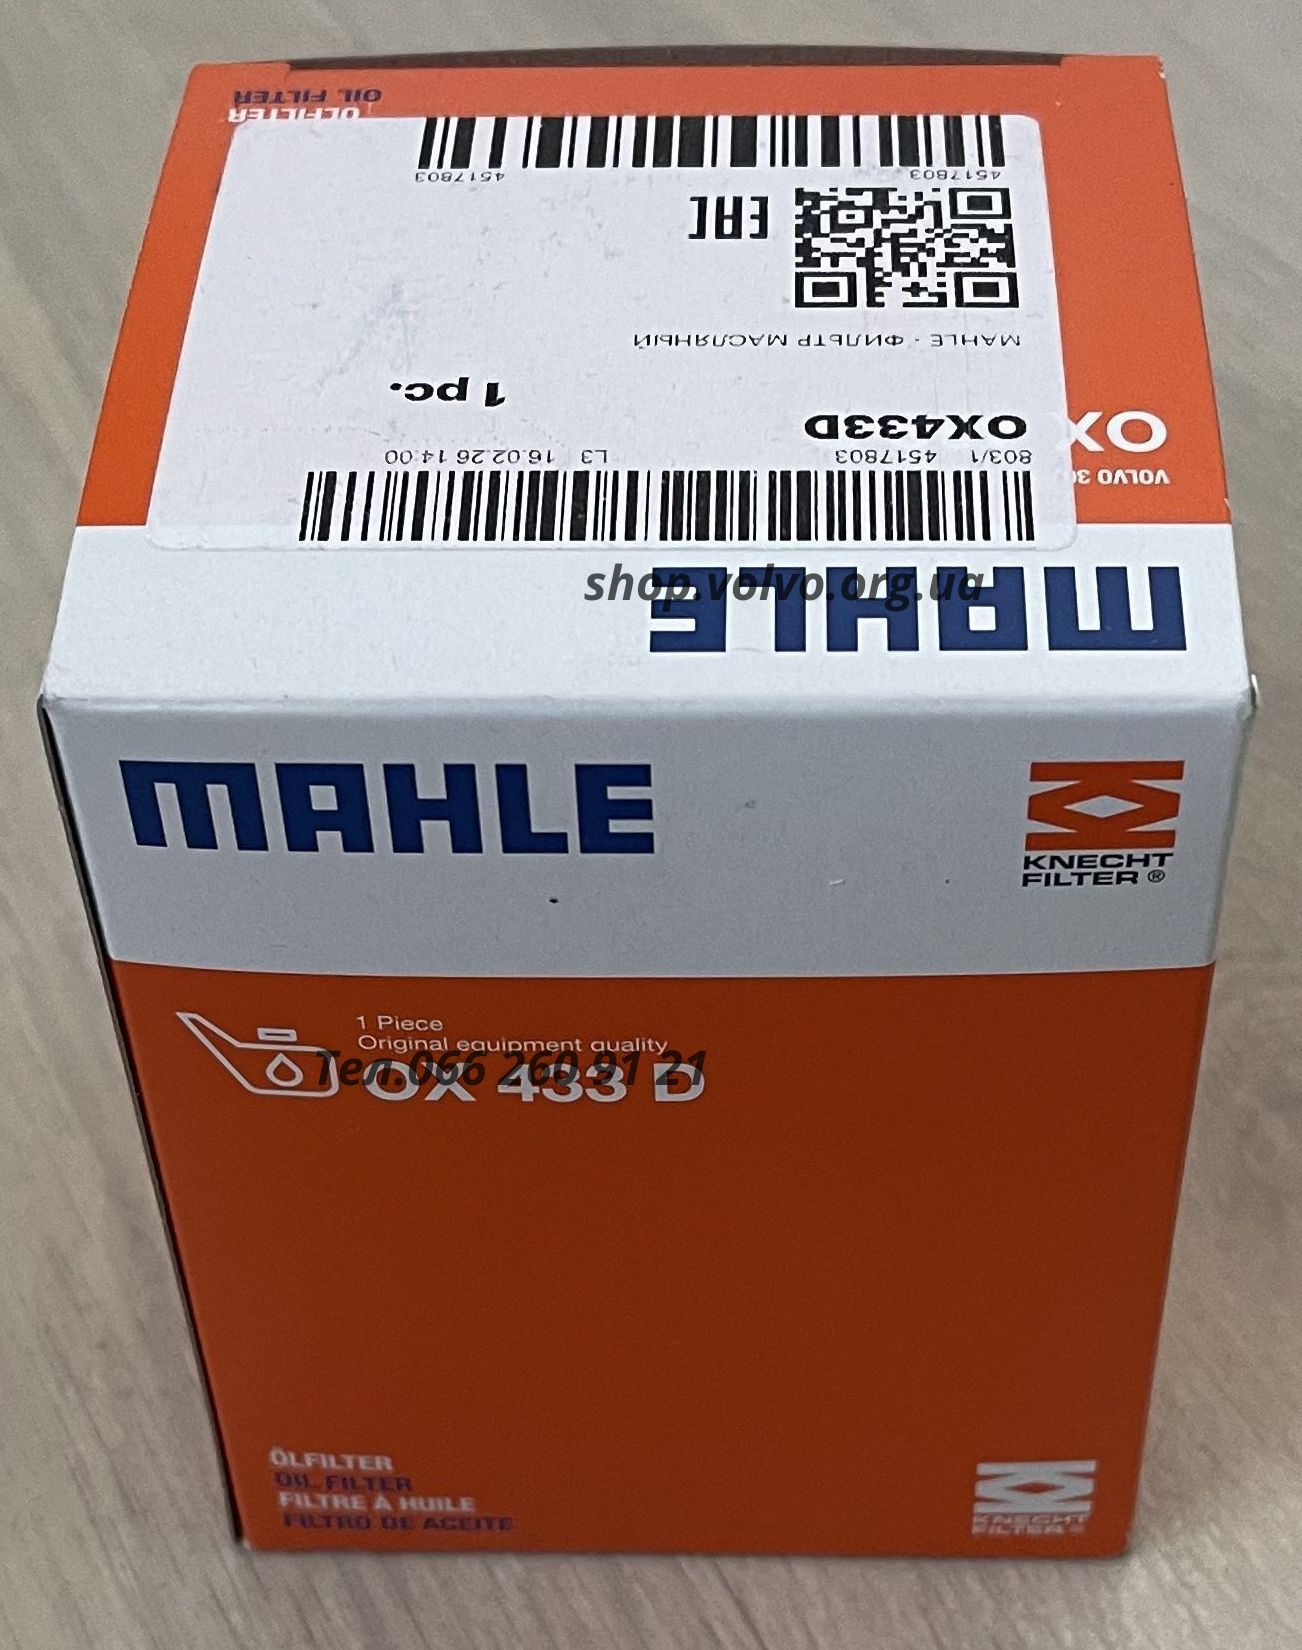 OIL FILTER
ÖLFILTER
4517803 4517803
EAC
MAHLE - ФИЛЬТР МАСЛЯНЫЙ
1 pc.
OX433D
OX
803/1 4517803 L3 16.02.26 14:00
VOLVO
MAHLE
shop.volvo.org.ua
MAHLE
KNECHT
FILTER®
1 Piece
Original equipment quality
OX 433 D
Тел.066 260 91 21
ÖLFILTER
OIL FILTER
FILTRE À HUILE
FILTRO DE ACEITE
KNECHT
FILTER®